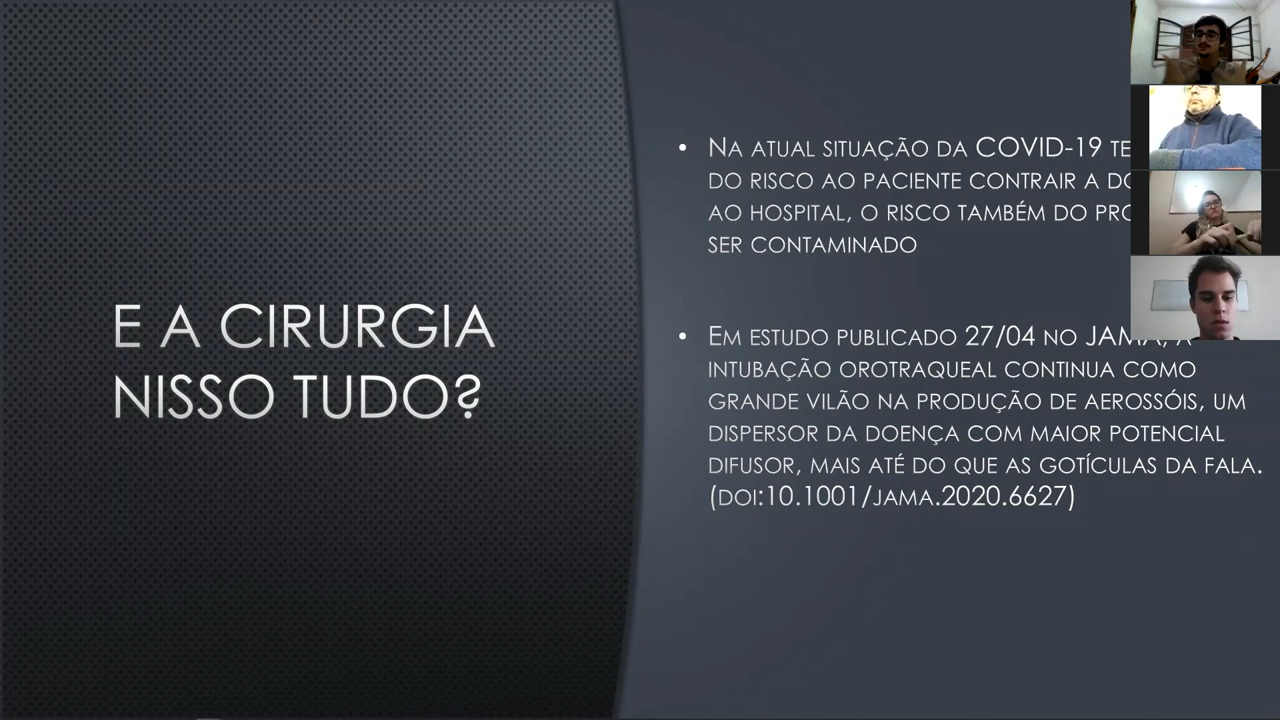 E A CIRURGIA
NISSO TUDO?
• NA ATUAL SITUAÇÃO DA COVID-19
DO RISCO AO PACIENTE CONTRAIR A
AO HOSPITAL, O RISCO TAMBÉM DO
SER CONTAMINADO
• EM ESTUDO PUBLICADO 27/04 NO JAMA, A
INTUBAÇÃO OROTRAQUEAL CONTINUA COMO
GRANDE VILÃO NA PRODUÇÃO DE AEROSSÓIS, UM
DISPERSOR DA DOENÇA COM MAIOR POTENCIAL
DIFUSOR, MAIS ATÉ DO QUE AS GOTÍCULAS DA FALA.
(DOI:10.1001/JAMA.2020.6627)